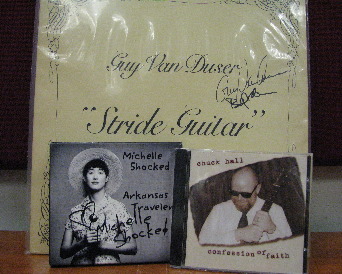 Guy Van Duser
"Stride Guitar"
Michelle
Shocked
Arkansas
Traveler
Michelle
Shocked
chuck hall
confession of faith